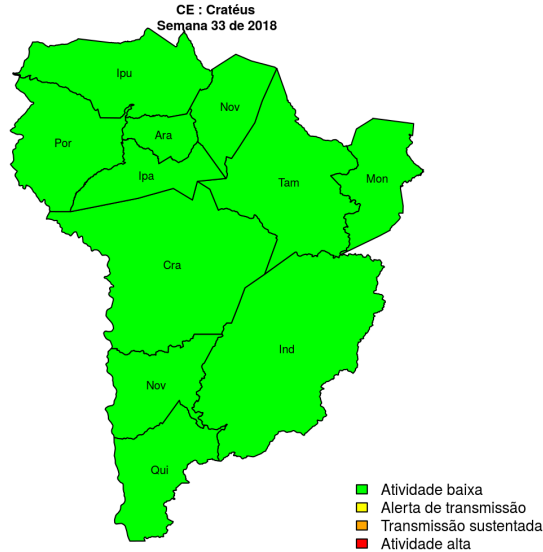 CE : Cratéus
Semana 33 de 2018
Ipu
Nov
Por
Ara
Ipa
Tam
Mon
Cra
Ind
Nov
Qui
Atividade baixa
Alerta de transmissão
Transmissão sustentada
Atividade alta